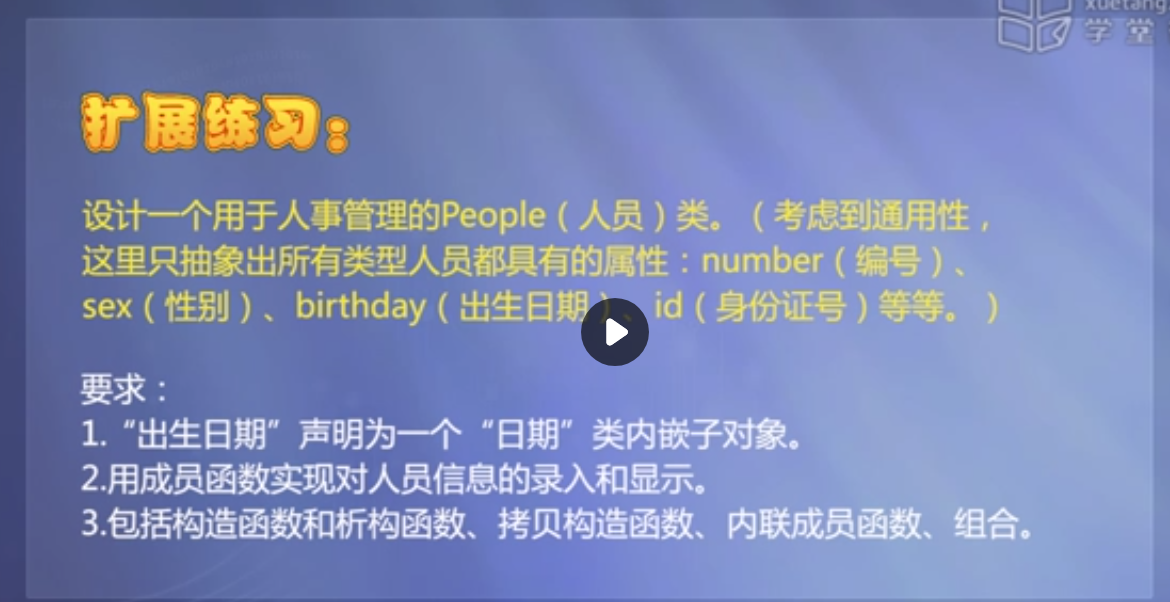 xuetang
学堂
扩展练习：
设计一个用于人事管理的People（人员）类。（考虑到通用性，
这里只抽象出所有类型人员都具有的属性：number（编号）、
sex（性别）、birthday（出生日期）、id（身份证号）等等。）
要求：
1.“出生日期”声明为一个“日期”类内嵌子对象。
2.用成员函数实现对人员信息的录入和显示。
3.包括构造函数和析构函数、拷贝构造函数、内联成员函数、组合。